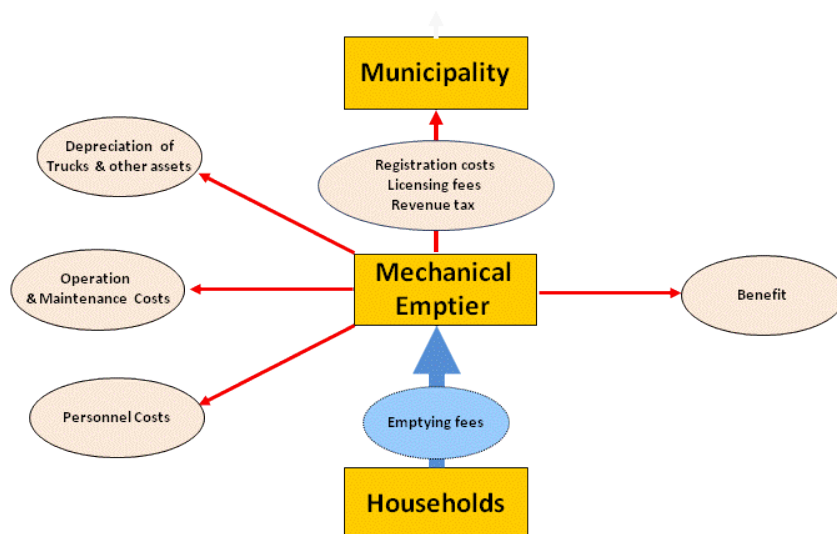 Municipality
Depreciation of
Trucks & other assets
Registration costs
Licensing fees
Revenue tax
Operation
& Maintenance Costs
Mechanical
Emptier
Benefit
Personnel Costs
Emptying fees
Households